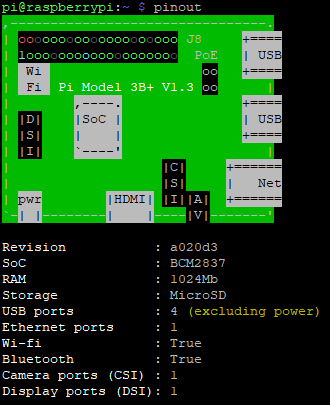 pi@raspberrypi:~ $ pinout
,--------------------------------.
| oooooooooooooooooooo J8     +====
| 1ooooooooooooooooooo  PoE   | USB
|  Wi                    oo   +====
|  Fi  Pi Model 3B+ V1.3 oo      |
|        ,----.               +====
| |D|    |SoC |               | USB
| |S|    |    |               +====
| |I|    `----'                  |
|                   |C|     +======
|                   |S|     |   Net
| pwr        |HDMI| |I||A|  +======
`-| |--------|    |----|V|-------'
Revision : a020d3
SoC : BCM2837
RAM : 1024Mb
Storage : MicroSD
USB ports : 4 (excluding power)
Ethernet ports : 1
Wi-fi : True
Bluetooth : True
Camera ports (CSI) : 1
Display ports (DSI): 1